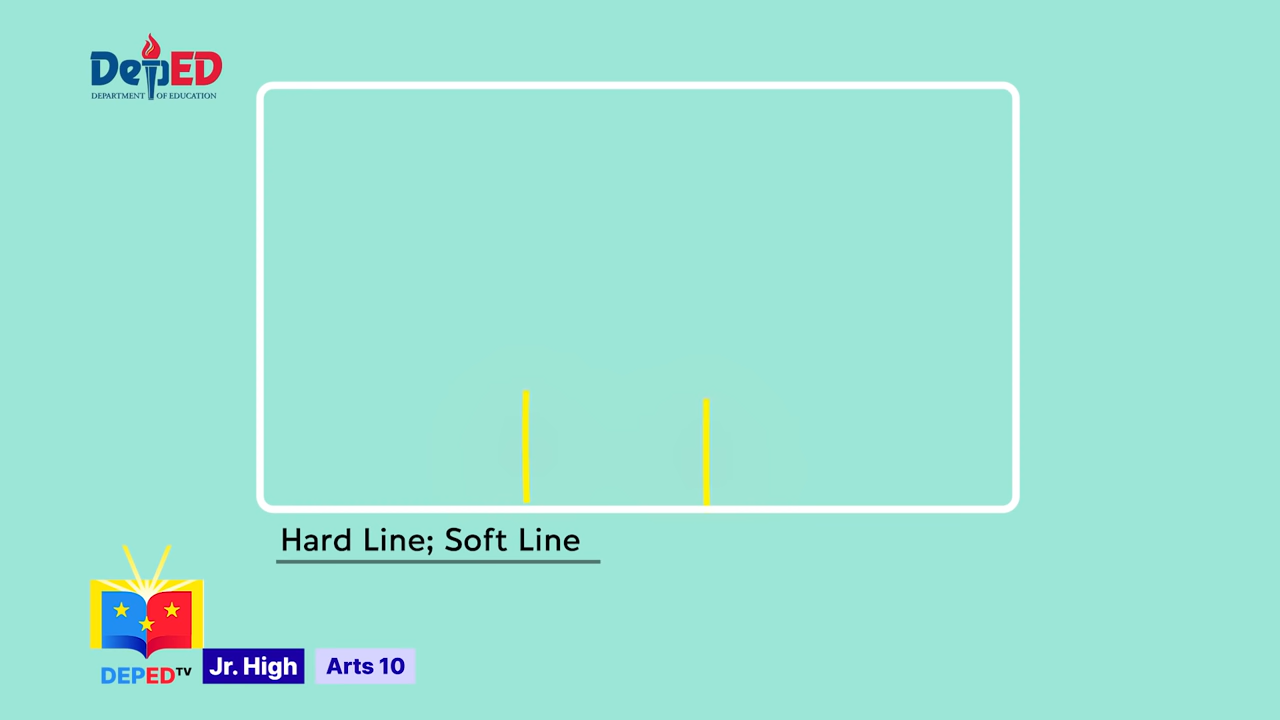 DepED
DEPARTMENT OF EDUCATION
Hard Line; Soft Line
DEPED TV
Jr. High
Arts 10